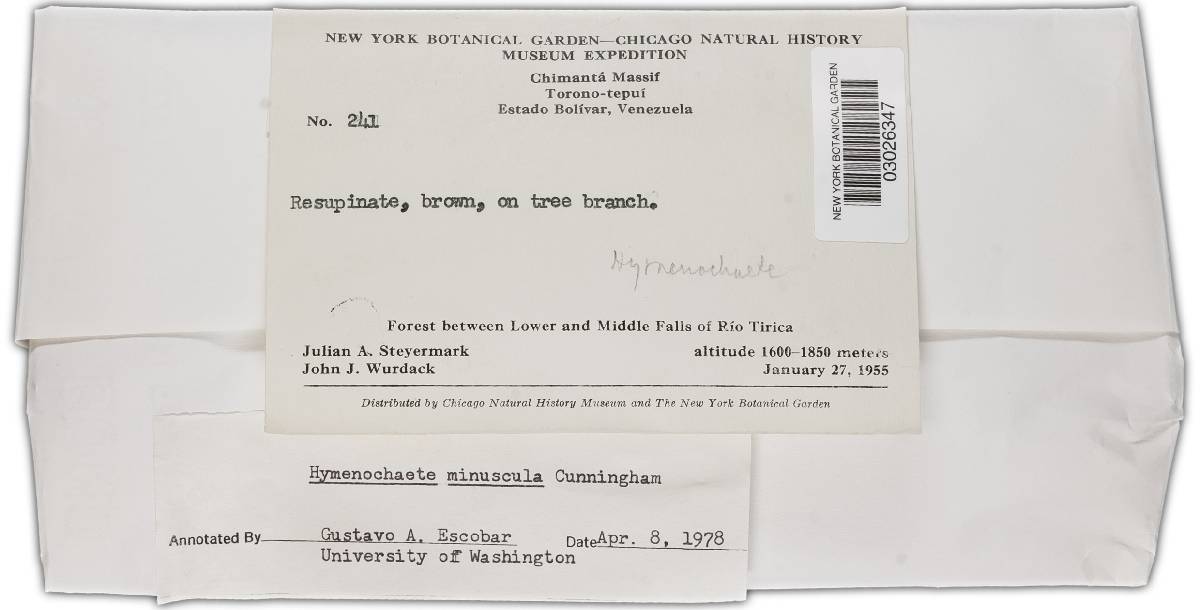 NEW YORK BOTANICAL GARDEN—CHICAGO NATURAL HISTORY
MUSEUM EXPEDITION
Chimantá Massif
Torono-tepuí
Estado Bolívar, Venezuela
No. 241
NEW YORK BOTANICAL GARDEN
03026347
Resupinate, brown, on tree branch.
Hymenochaete
Forest between Lower and Middle Falls of Río Tirica
Julian A. Steyermark altitude 1600–1850 meters
John J. Wurdack January 27, 1955
Distributed by Chicago Natural History Museum and The New York Botanical Garden
Hymenochaete minuscula Cunningham
Annotated By Gustavo A. Escobar Date Apr. 8, 1978
University of Washington